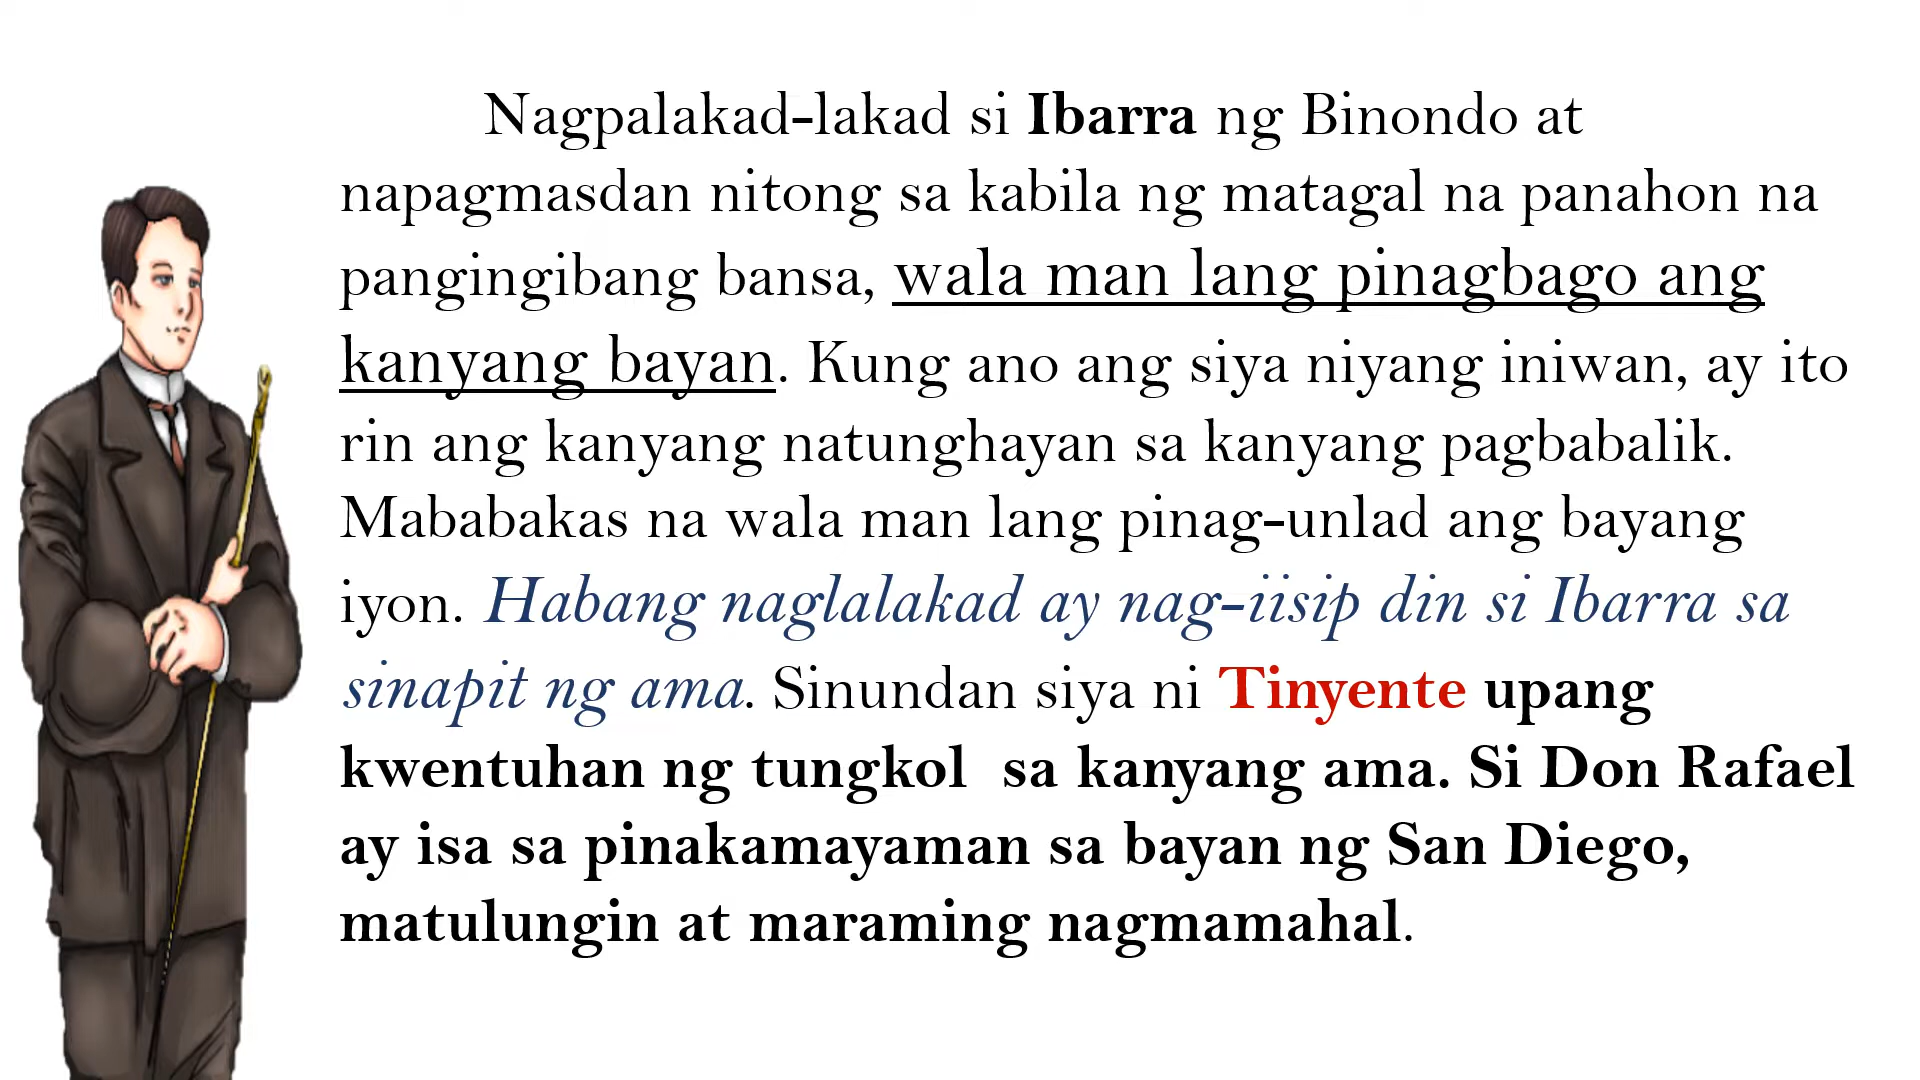 Nagpalakad-lakad si Ibarra ng Binondo at
napagmasdan nitong sa kabila ng matagal na panahon na
pangingibang bansa, wala man lang pinagbago ang
kanyang bayan. Kung ano ang siya niyang iniwan, ay ito
rin ang kanyang natunghayan sa kanyang pagbabalik.
Mababakas na wala man lang pinag-unlad ang bayang
iyon. Habang naglalakad ay nag-iisip din si Ibarra sa
sinapit ng ama. Sinundan siya ni Tinyente upang
kwentuhan ng tungkol  sa kanyang ama. Si Don Rafael
ay isa sa pinakamayaman sa bayan ng San Diego,
matulungin at maraming nagmamahal.